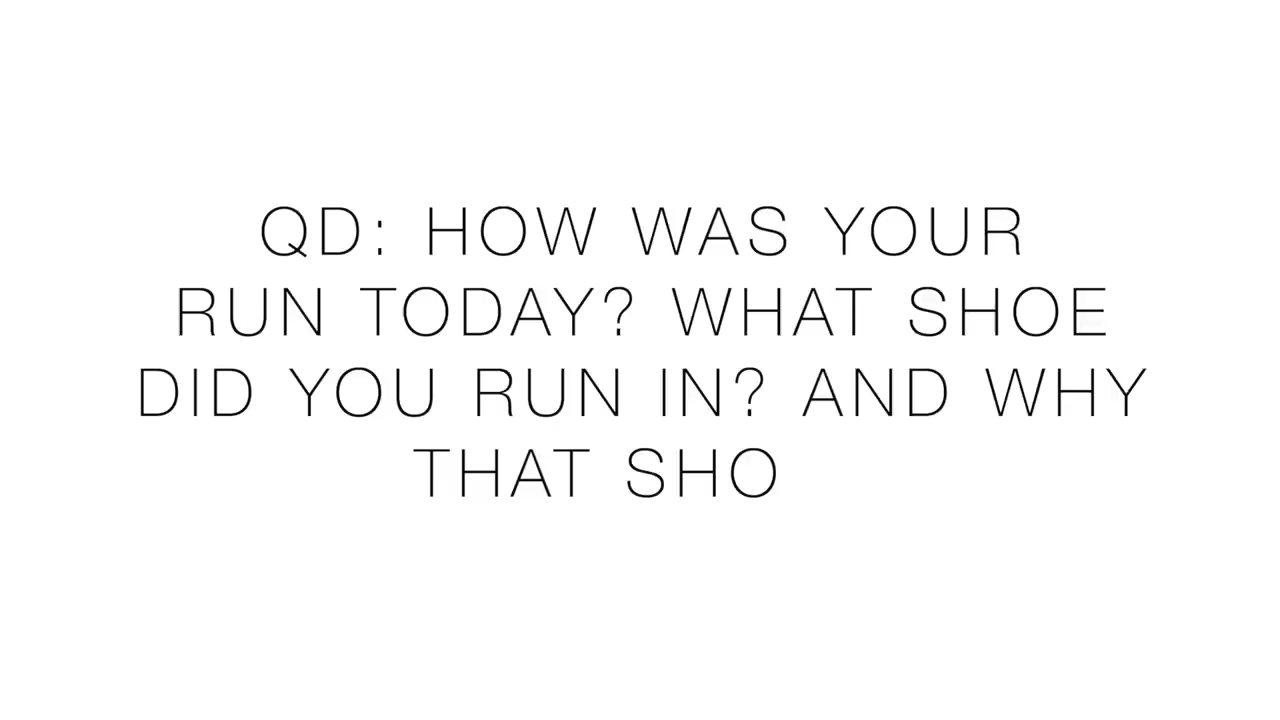 QD: HOW WAS YOUR
RUN TODAY? WHAT SHOE
DID YOU RUN IN? AND WHY
THAT SHO